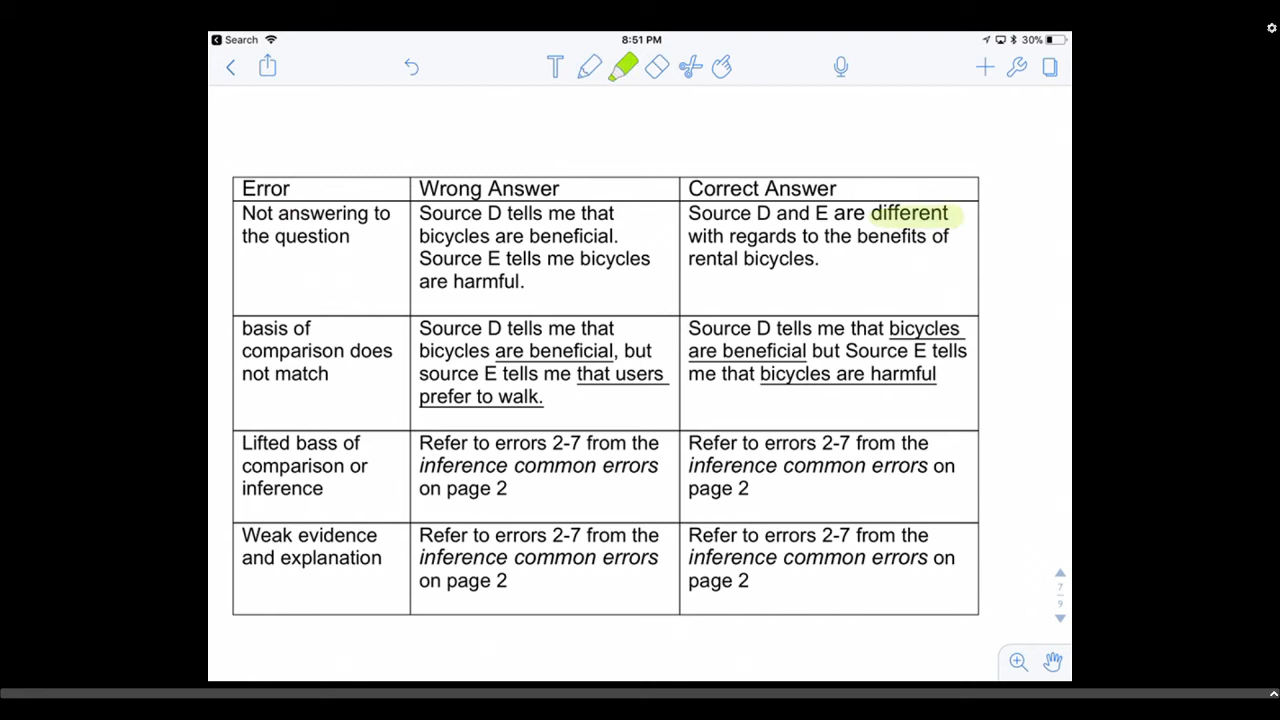 Search
8:51 PM
30%
T
Error
Wrong Answer
Correct Answer
Not answering to
the question
Source D tells me that
bicycles are beneficial.
Source E tells me bicycles
are harmful.
Source D and E are different
with regards to the benefits of
rental bicycles.
basis of
comparison does
not match
Source D tells me that
bicycles are beneficial, but
source E tells me that users
prefer to walk.
Source D tells me that bicycles
are beneficial but Source E tells
me that bicycles are harmful
Lifted bass of
comparison or
inference
Refer to errors 2-7 from the
inference common errors
on page 2
Refer to errors 2-7 from the
inference common errors on
page 2
Weak evidence
and explanation
Refer to errors 2-7 from the
inference common errors
on page 2
Refer to errors 2-7 from the
inference common errors on
page 2
7
9